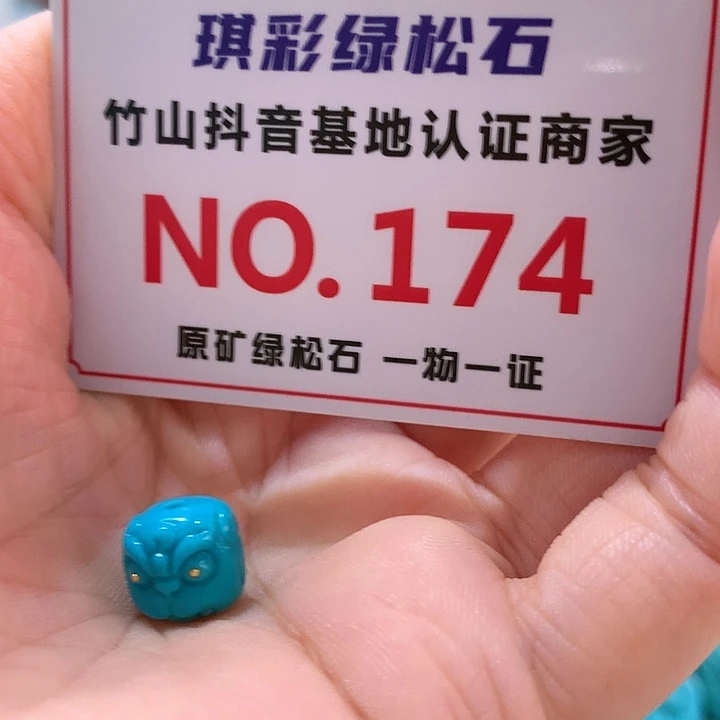 琪彩绿松石
竹山抖音基地认证商家
NO.174
原矿绿松石 一物一证